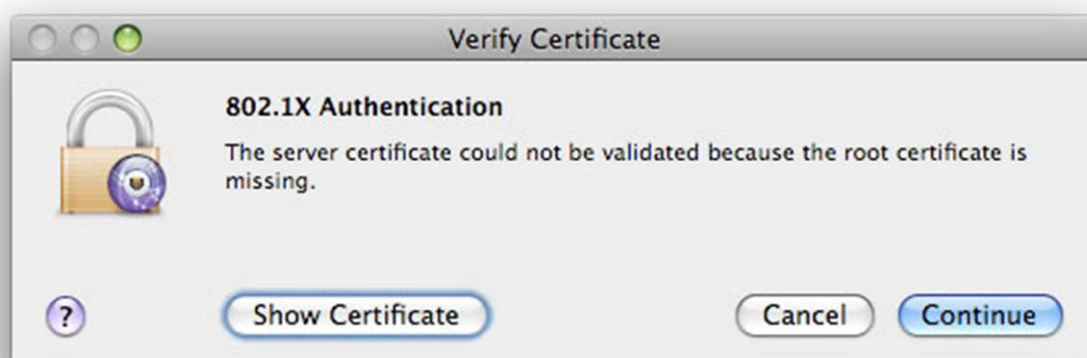 Verify Certificate
802.1X Authentication
The server certificate could not be validated because the root certificate is
missing.
?
Show Certificate
Cancel
Continue